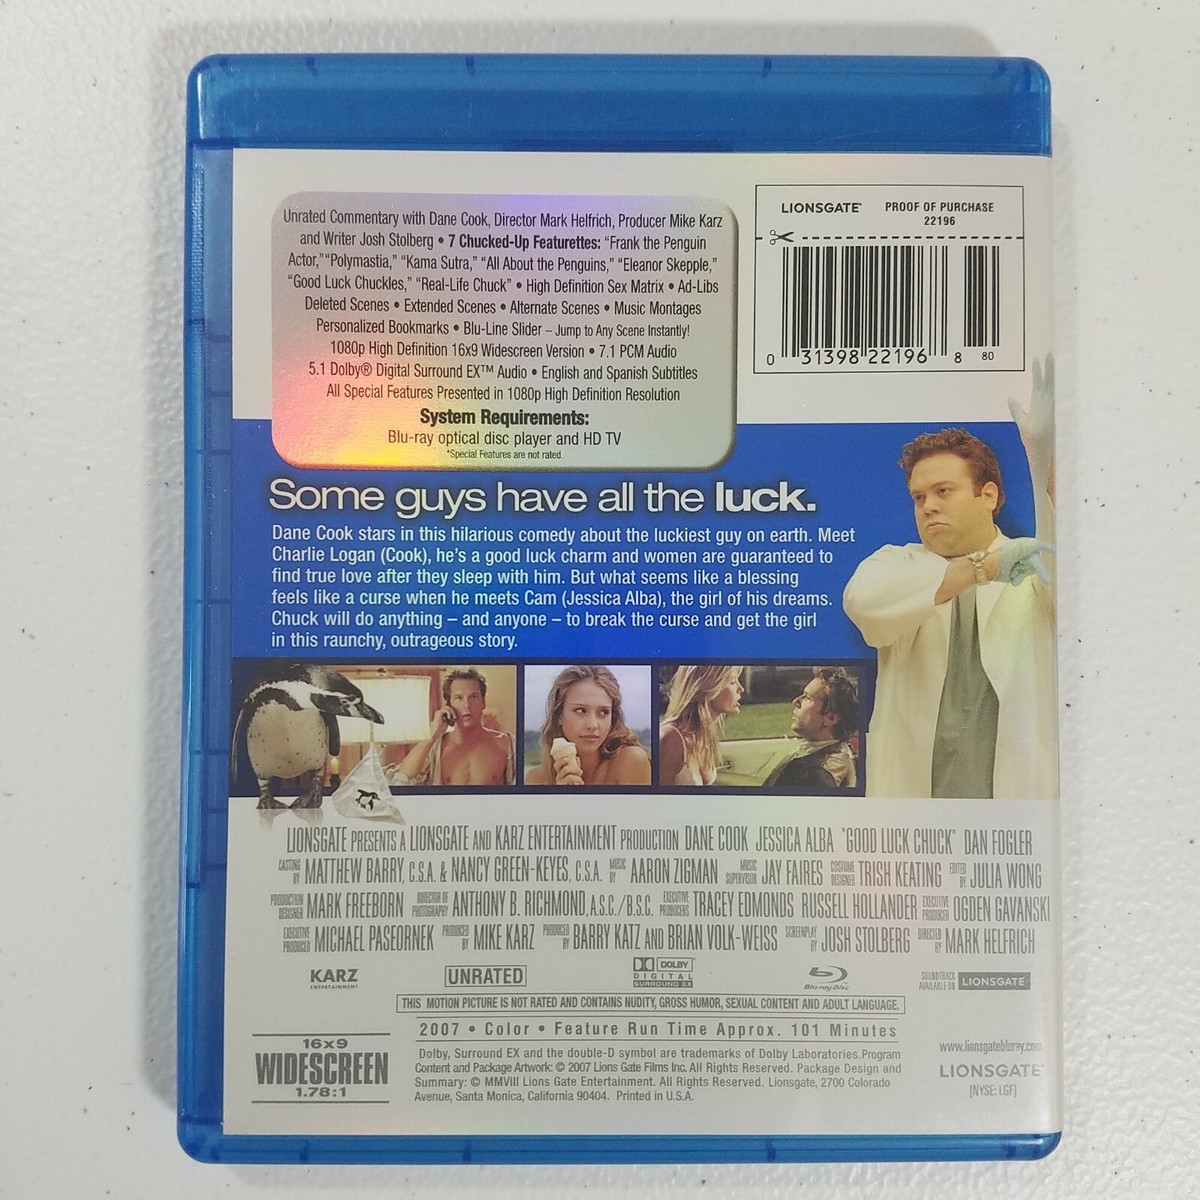 Unrated Commentary with Dane Cook, Director Mark Helfrich, Producer Mike Karz
and Writer Josh Stolberg • 7 Chucked-Up Featurettes: "Frank the Penguin
Actor," "Polymastia," "Kama Sutra," "All About the Penguins," "Eleanor Skepple,"
"Good Luck Chuckles," "Real-Life Chuck" • High Definition Sex Matrix • Ad-Libs
Deleted Scenes • Extended Scenes • Alternate Scenes • Music Montages
Personalized Bookmarks • Blu-Line Slider – Jump to Any Scene Instantly!
1080p High Definition 16x9 Widescreen Version • 7.1 PCM Audio
5.1 Dolby® Digital Surround EX™ Audio • English and Spanish Subtitles
All Special Features Presented in 1080p High Definition Resolution
System Requirements:
Blu-ray optical disc player and HD TV
*Special Features are not rated.
LIONSGATE® PROOF OF PURCHASE
22196
0 31398 22196 8 80
Some guys have all the luck.
Dane Cook stars in this hilarious comedy about the luckiest guy on earth. Meet
Charlie Logan (Cook), he's a good luck charm and women are guaranteed to
find true love after they sleep with him. But what seems like a blessing
feels like a curse when he meets Cam (Jessica Alba), the girl of his dreams.
Chuck will do anything – and anyone – to break the curse and get the girl
in this raunchy, outrageous story.
LIONSGATE PRESENTS A LIONSGATE AND KARZ ENTERTAINMENT PRODUCTION DANE COOK JESSICA ALBA "GOOD LUCK CHUCK" DAN FOGLER
CASTING BY MATTHEW BARRY, C.S.A. & NANCY GREEN-KEYES, C.S.A. MUSIC BY AARON ZIGMAN MUSIC SUPERVISOR JAY FAIRES COSTUME DESIGNER TRISH KEATING EDITED BY JULIA WONG
PRODUCTION DESIGNER MARK FREEBORN DIRECTOR OF PHOTOGRAPHY ANTHONY B. RICHMOND, A.S.C./B.S.C. EXECUTIVE PRODUCERS TRACEY EDMONDS RUSSELL HOLLANDER EXECUTIVE PRODUCER OGDEN GAVANSKI
EXECUTIVE PRODUCER MICHAEL PASEORNEK PRODUCED BY MIKE KARZ PRODUCED BY BARRY KATZ AND BRIAN VOLK-WEISS SCREENPLAY BY JOSH STOLBERG DIRECTED BY MARK HELFRICH
KARZ ENTERTAINMENT UNRATED DOLBY DIGITAL SURROUND EX Blu-ray Disc SOUNDTRACK AVAILABLE ON LIONSGATE
THIS MOTION PICTURE IS NOT RATED AND CONTAINS NUDITY, GROSS HUMOR, SEXUAL CONTENT AND ADULT LANGUAGE.
2007 • Color • Feature Run Time Approx. 101 Minutes
16x9
WIDESCREEN
1.78:1
Dolby, Surround EX and the double-D symbol are trademarks of Dolby Laboratories. Program
Content and Package Artwork: © 2007 Lions Gate Films Inc. All Rights Reserved. Package Design and
Summary: © MMVIII Lions Gate Entertainment. All Rights Reserved. Lionsgate, 2700 Colorado
Avenue, Santa Monica, California 90404. Printed in U.S.A.
www.lionsgatebluray.com
LIONSGATE™
[NYSE: LGF]